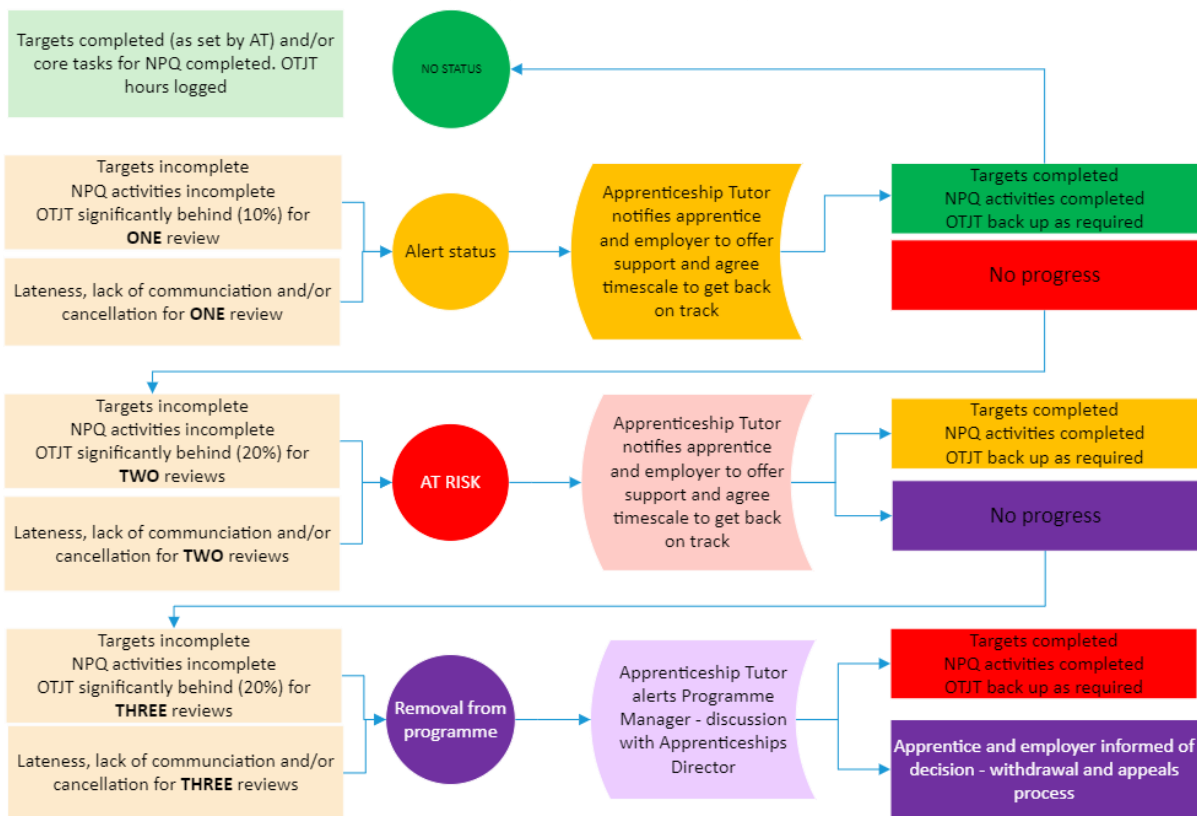 Targets completed (as set by AT) and/or
core tasks for NPQ completed. OTJT
hours logged
NO STATUS
Targets incomplete
NPQ activities incomplete
OTJT significantly behind (10%) for
ONE review
Lateness, lack of communciation and/or
cancellation for ONE review
Alert status
Apprenticeship Tutor
notifies apprentice
and employer to offer
support and agree
timescale to get back
on track
Targets completed
NPQ activities completed
OTJT back up as required
No progress
Targets incomplete
NPQ activities incomplete
OTJT significantly behind (20%) for
TWO reviews
Lateness, lack of communciation and/or
cancellation for TWO reviews
AT RISK
Apprenticeship Tutor
notifies apprentice
and employer to offer
support and agree
timescale to get back
on track
Targets completed
NPQ activities completed
OTJT back up as required
No progress
Targets incomplete
NPQ activities incomplete
OTJT significantly behind (20%) for
THREE reviews
Lateness, lack of communciation and/or
cancellation for THREE reviews
Removal from
programme
Apprenticeship Tutor
alerts Programme
Manager - discussion
with Apprenticeships
Director
Targets completed
NPQ activities completed
OTJT back up as required
Apprentice and employer informed of
decision - withdrawal and appeals
process